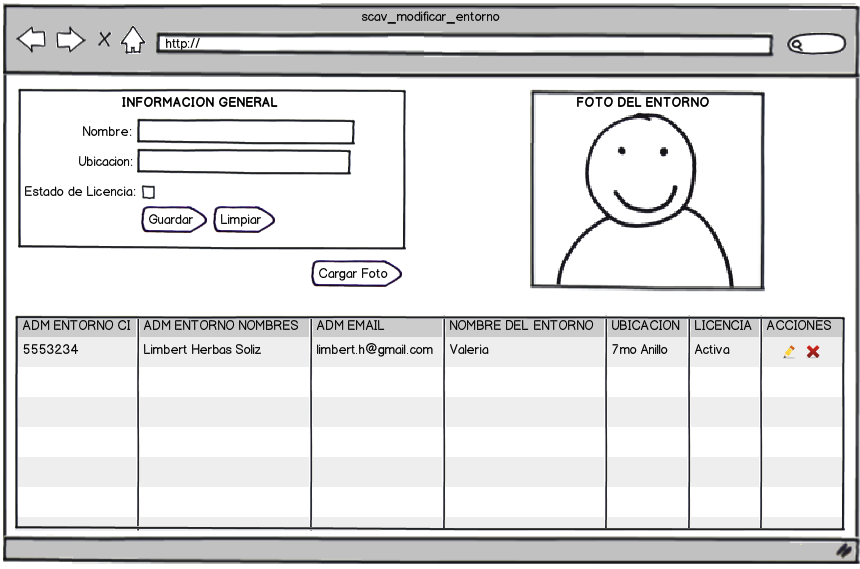 scav_modificar_entorno
http://
INFORMACION GENERAL
Nombre:
Ubicacion:
Estado de Licencia:
Guardar Limpiar
Cargar Foto
FOTO DEL ENTORNO
ADM ENTORNO CI ADM ENTORNO NOMBRES ADM EMAIL NOMBRE DEL ENTORNO UBICACION LICENCIA ACCIONES
5553234 Limbert Herbas Soliz limbert.h@gmail.com Valeria 7mo Anillo Activa